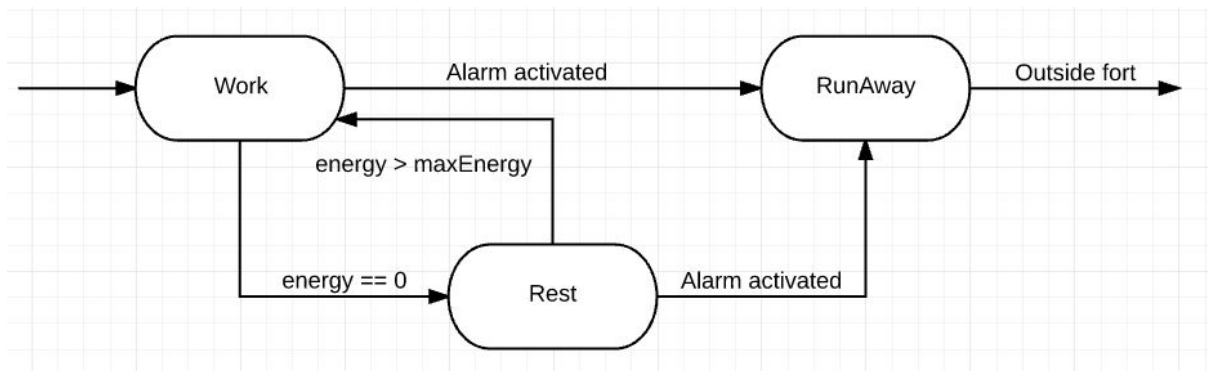 Work
Alarm activated
RunAway
Outside fort
energy > maxEnergy
energy == 0
Rest
Alarm activated